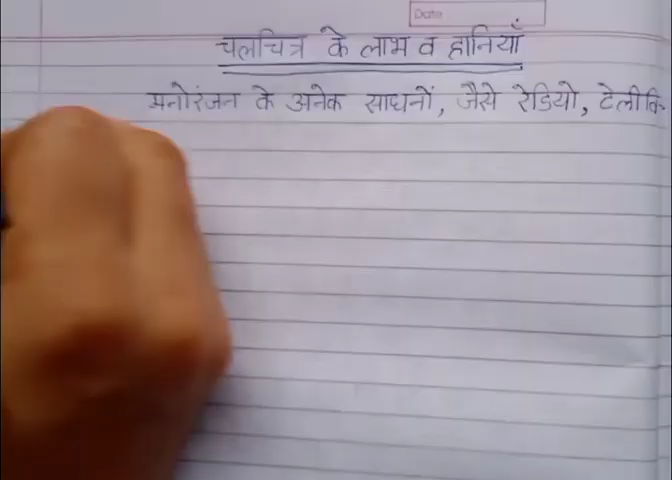 Date
चलचित्र के लाभ व हानियाँ
मनोरंजन के अनेक साधनों, जैसे रेडियो, टेलीवि-